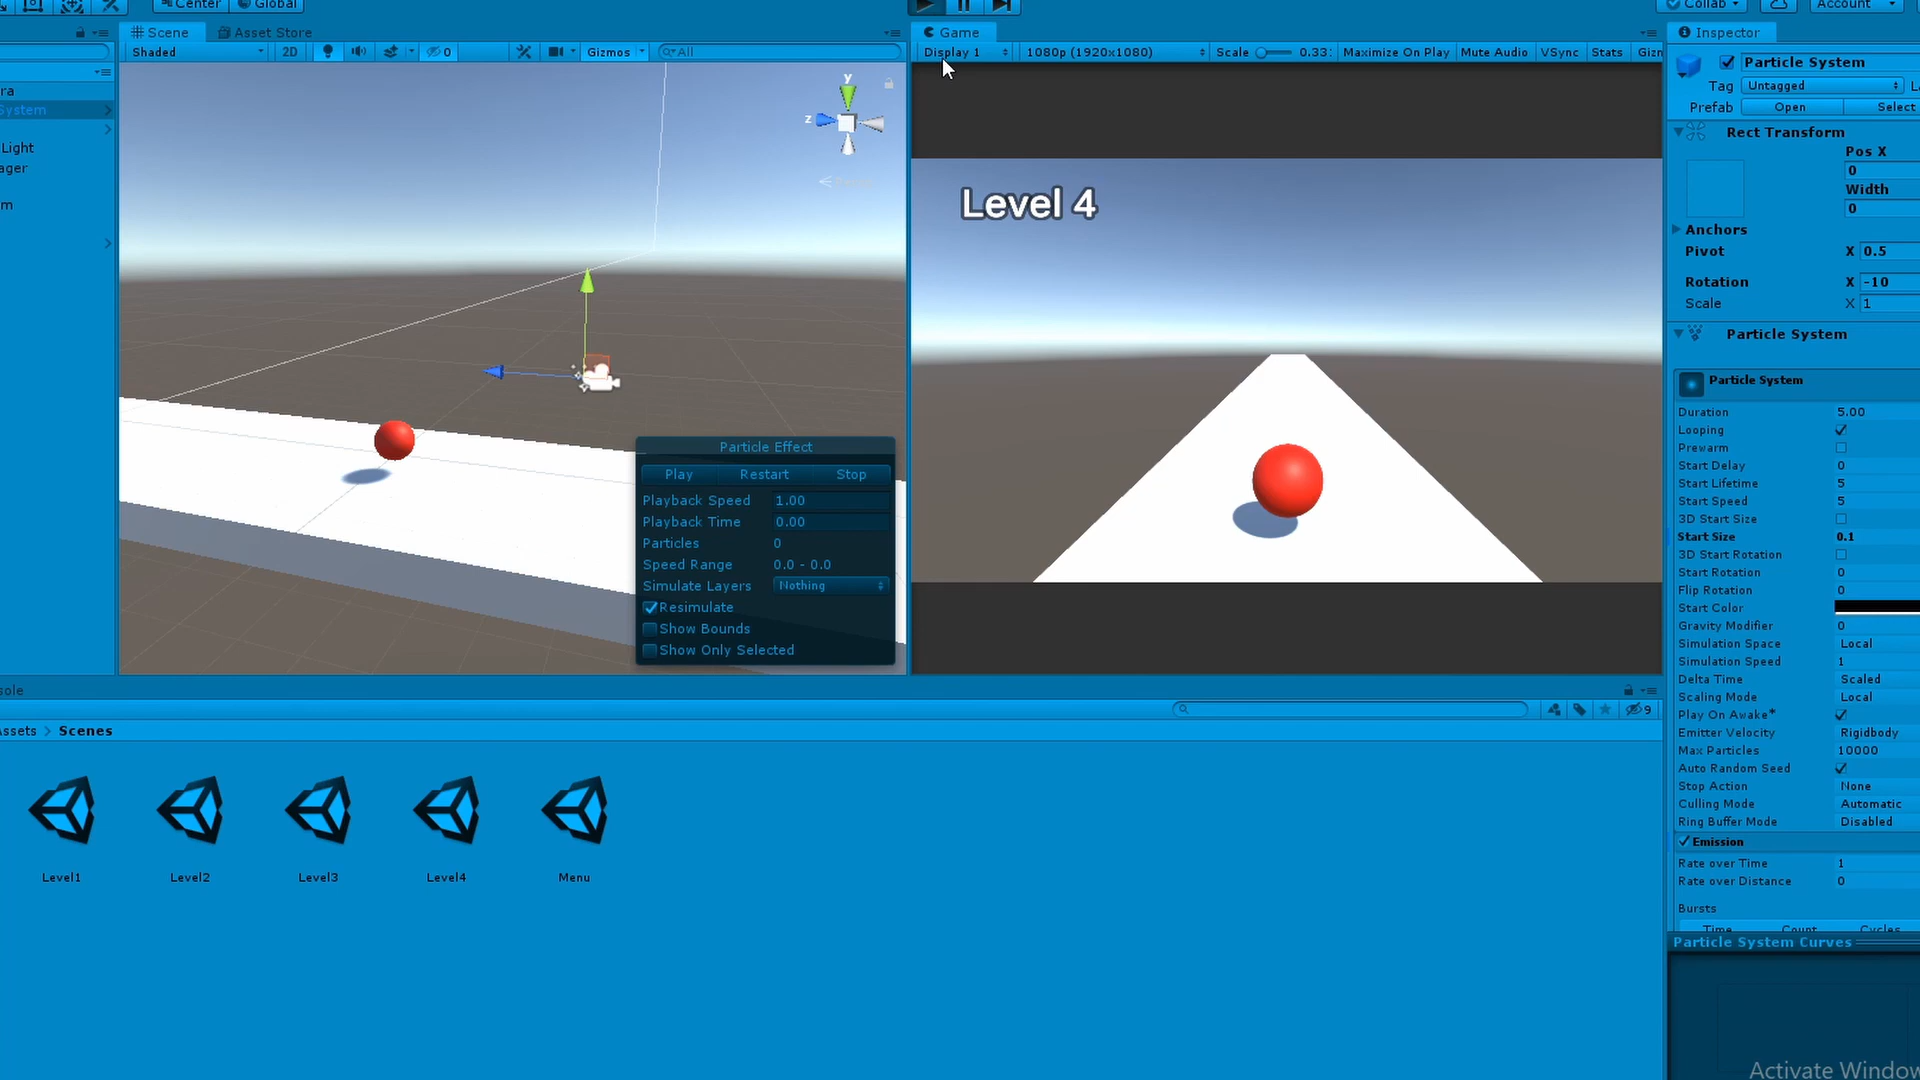 Center Global
Collab Account
Scene Asset Store
Shaded 2D 0 Gizmos All
ra
System
Light
ager
m
y
z
Particle Effect
Play Restart Stop
Playback Speed 1.00
Playback Time 0.00
Particles 0
Speed Range 0.0 - 0.0
Simulate Layers Nothing
Resimulate
Show Bounds
Show Only Selected
Game
Display 1 1080p (1920x1080) Scale 0.33: Maximize On Play Mute Audio VSync Stats Gizn
Level 4
Inspector
Particle System
Tag Untagged L
Prefab Open Select
Rect Transform
Pos X
0
Width
0
Anchors
Pivot X 0.5
Rotation X -10
Scale X 1
Particle System
Particle System
Duration 5.00
Looping
Prewarm
Start Delay 0
Start Lifetime 5
Start Speed 5
3D Start Size
Start Size 0.1
3D Start Rotation
Start Rotation 0
Flip Rotation 0
Start Color
Gravity Modifier 0
Simulation Space Local
Simulation Speed 1
Delta Time Scaled
Scaling Mode Local
Play On Awake*
Emitter Velocity Rigidbody
Max Particles 10000
Auto Random Seed
Stop Action None
Culling Mode Automatic
Ring Buffer Mode Disabled
Emission
Rate over Time 1
Rate over Distance 0
Bursts
Time Count Cycles
Particle System Curves
sole
9
Assets > Scenes
Level1 Level2 Level3 Level4 Menu
Activate Window